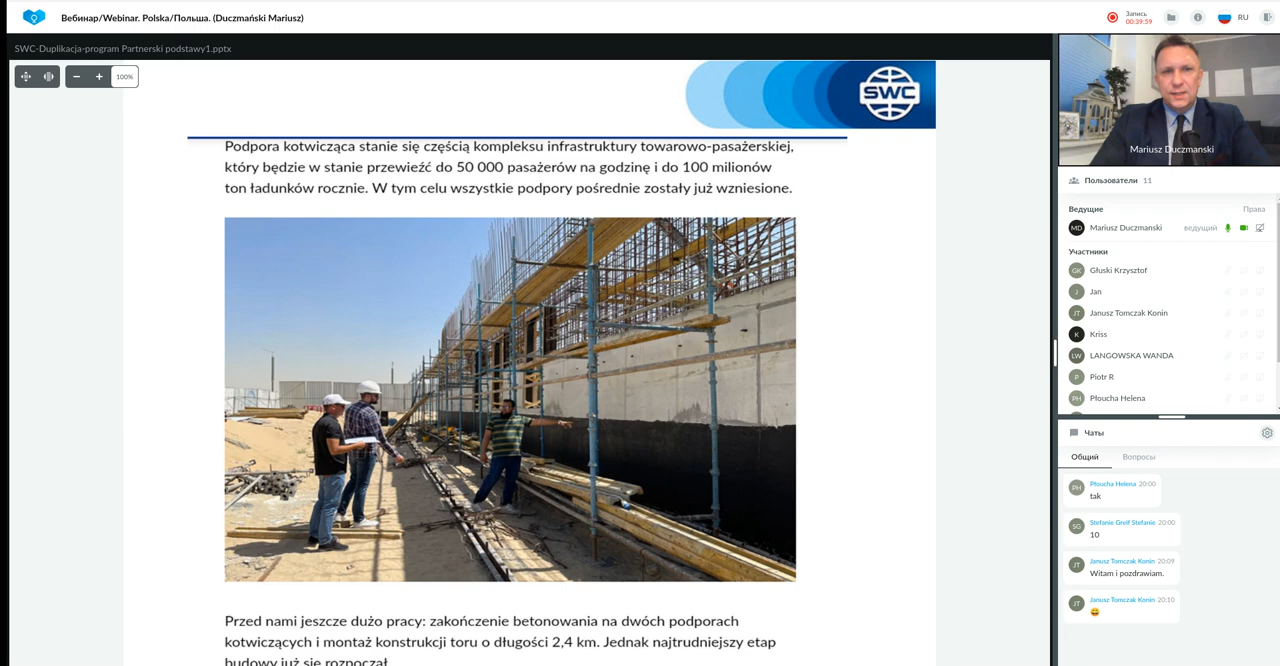 Вебинар/Webinar. Polska/Польша. (Duczmański Mariusz)
Запись
00:39:59
RU
SWC-Duplikacja-program Partnerski podstawy1.pptx
100%
SWC
Podpora kotwicząca stanie się częścią kompleksu infrastruktury towarowo-pasażerskiej,
który będzie w stanie przewieźć do 50 000 pasażerów na godzinę i do 100 milionów
ton ładunków rocznie. W tym celu wszystkie podpory pośrednie zostały już wzniesione.
Przed nami jeszcze dużo pracy: zakończenie betonowania na dwóch podporach
kotwiczących i montaż konstrukcji toru o długości 2,4 km. Jednak najtrudniejszy etap
budowy już się rozpoczął
Mariusz Duczmanski
Пользователи 11
Ведущие Права
MD Mariusz Duczmanski ведущий
Участники
GK Głuski Krzysztof
J Jan
JT Janusz Tomczak Konin
K Kriss
LW LANGOWSKA WANDA
P Piotr R
PH Płoucha Helena
Чаты
Общий Вопросы
PH Płoucha Helena 20:00
tak
SG Stefanie Greif Stefanie 20:00
10
JT Janusz Tomczak Konin 20:09
Witam i pozdrawiam.
JT Janusz Tomczak Konin 20:10
😄